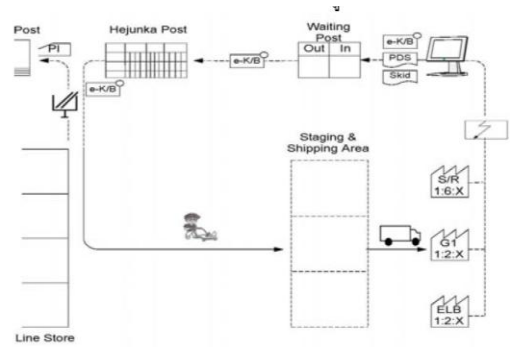 Post
PI
Hejunka Post
e-K/B
e-K/B
Waiting
Post
Out In
e-K/B
PDS
Skid
Staging &
Shipping Area
S/R
1:6:X
G1
1:2:X
ELB
1:2:X
Line Store